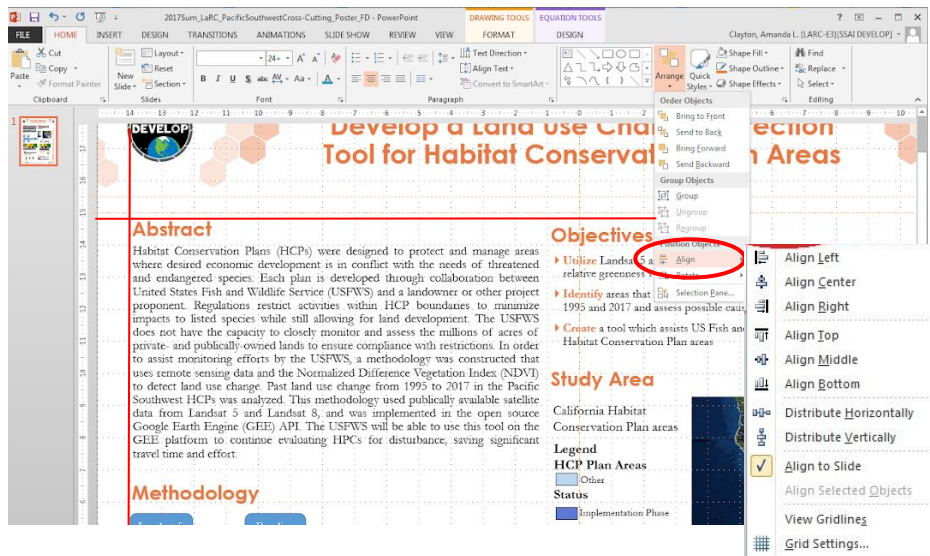 2017Sum_LaRC_PacificSouthwestCross-Cutting_Poster_FD - PowerPoint
DRAWING TOOLS
EQUATION TOOLS
FILE HOME INSERT DESIGN TRANSITIONS ANIMATIONS SLIDE SHOW REVIEW VIEW FORMAT DESIGN
Clayton, Amanda L. (LARC-E3)[SSAI DEVELOP]
Paste
Cut
Copy
Format Painter
Clipboard
New Slide
Layout
Reset
Section
Slides
24
B I U S abc AV Aa A
Font
Text Direction
Align Text
Convert to SmartArt
Paragraph
Arrange
Quick Styles
Shape Fill
Shape Outline
Shape Effects
Find
Replace
Select
Editing
Order Objects
Bring to Front
Send to Back
Bring Forward
Send Backward
Group Objects
Group
Ungroup
Regroup
Position Objects
Align
Rotate
Selection Pane...
Align Left
Align Center
Align Right
Align Top
Align Middle
Align Bottom
Distribute Horizontally
Distribute Vertically
Align to Slide
Align Selected Objects
View Gridlines
Grid Settings...
1
DEVELOP
Develop a Land Use
Tool for Habitat Areas
Abstract
Habitat Conservation Plans (HCPs) were designed to protect and manage areas
where desired economic development is in conflict with the needs of threatened
and endangered species. Each plan is developed through collaboration between
United States Fish and Wildlife Service (USFWS) and a landowner or other project
proponent. Regulations restrict activities within HCP boundaries to minimize
impacts to listed species while still allowing for land development. The USFWS
does not have the capacity to closely monitor and assess the millions of acres of
private- and publically-owned lands to ensure compliance with restrictions. In order
to assist monitoring efforts by the USFWS, a methodology was constructed that
uses remote sensing data and the Normalized Difference Vegetation Index (NDVI)
to detect land use change. Past land use change from 1995 to 2017 in the Pacific
Southwest HCPs was analyzed. This methodology used publically available satellite
data from Landsat 5 and Landsat 8, and was implemented in the open source
Google Earth Engine (GEE) API. The USFWS will be able to use this tool on the
GEE platform to continue evaluating HPCs for disturbance, saving significant
travel time and effort.
Methodology
Objectives
Utilize Landsat 5
relative greenness
Identify areas that
1995 and 2017 and assess possible
Create a tool which assists US Fish
Habitat Conservation Plan areas
Study Area
California Habitat
Conservation Plan areas
Legend
HCP Plan Areas
Other
Status
Implementation Phase